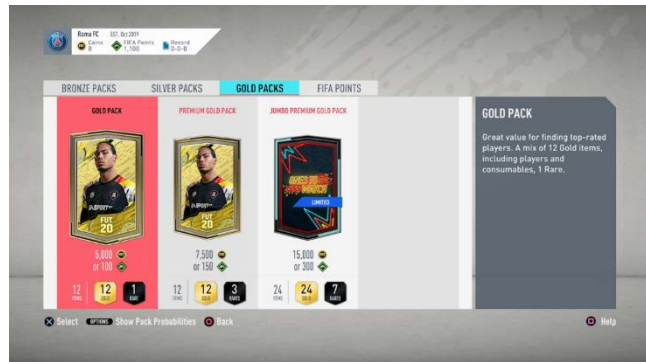 Roma FC EST. Oct 2019
Coins 0 FIFA Points 1,100 Record 0-0-0
BRONZE PACKS SILVER PACKS GOLD PACKS FIFA POINTS
GOLD PACK
FUT
20
5,000
or 100
12 ITEMS 12 GOLD 1 RARE
PREMIUM GOLD PACK
FUT
20
7,500
or 150
12 ITEMS 12 GOLD 3 RARES
JUMBO PREMIUM GOLD PACK
ONES TO WATCH
LIMITED
15,000
or 300
24 ITEMS 24 GOLD 7 RARES
GOLD PACK
Great value for finding top-rated
players. A mix of 12 Gold items,
including players and
consumables, 1 Rare.
Select OPTIONS Show Pack Probabilities Back Help